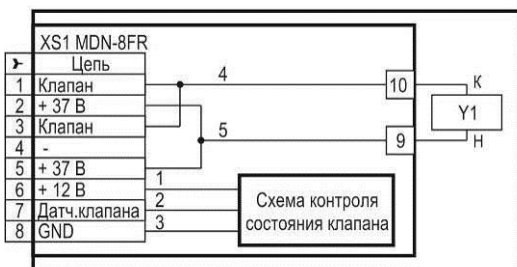 XS1 MDN-8FR
Цепь
1 Клапан
2 + 37 В
3 Клапан
4 -
5 + 37 В
6 + 12 В
7 Датч.клапана
8 GND
4
5
1
2
3
10
9
К
Y1
Н
Схема контроля
состояния клапана